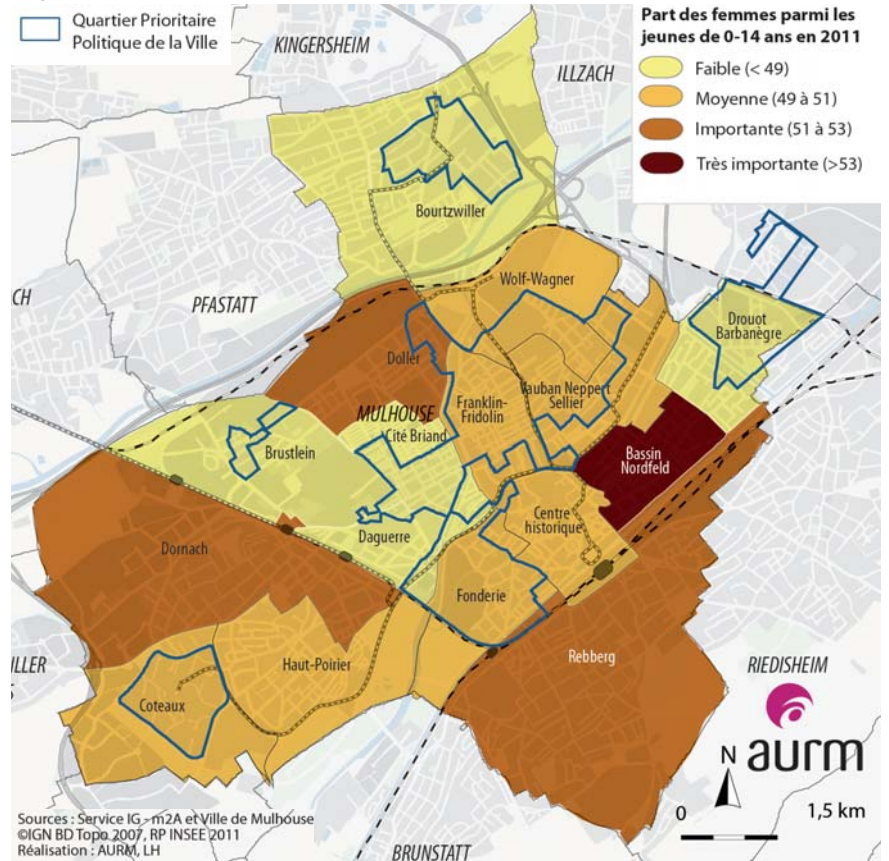 Quartier Prioritaire
Politique de la Ville
Part des femmes parmi les
jeunes de 0-14 ans en 2011
Faible (< 49)
Moyenne (49 à 51)
Importante (51 à 53)
Très importante (>53)
KINGERSHEIM
ILLZACH
Bourtzwiller
Wolf-Wagner
CH
PFASTATT
Drouot
Barbanègre
Doller
Franklin-
Fridolin
Vauban Neppert
Sellier
MULHOUSE
Cité Briand
Brustlein
Bassin
Nordfeld
Centre
historique
Daguerre
Dornach
Fonderie
Haut-Poirier
Rebberg
Coteaux
ILLER
RIEDISHEIM
aurm
N
0 1,5 km
Sources : Service IG - m2A et Ville de Mulhouse
©IGN BD Topo 2007, RP INSEE 2011
Réalisation : AURM, LH
BRUNSTATT